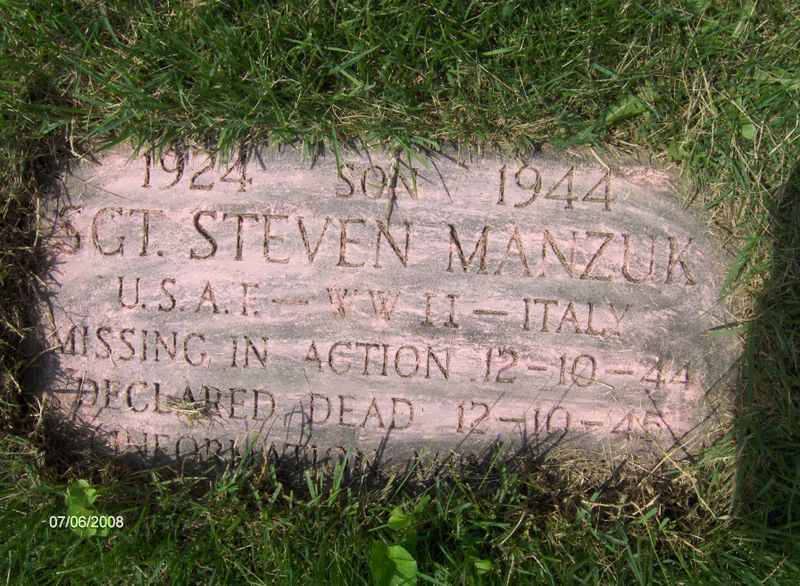 1924 SON 1944
SGT. STEVEN MANZUK
U.S.A.F. — WW II — ITALY
MISSING IN ACTION 12-10-44
DECLARED DEAD 12-10-45
INFORMATION
07/06/2008